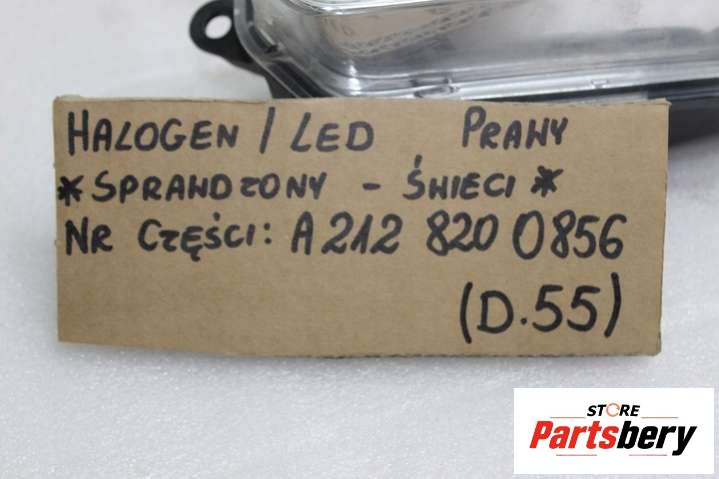 HALOGEN / LED PRAWY
*SPRAWDZONY - ŚWIECI*
NR CZĘŚCI: A 212 820 0856
(D.55)
STORE
Partsbery